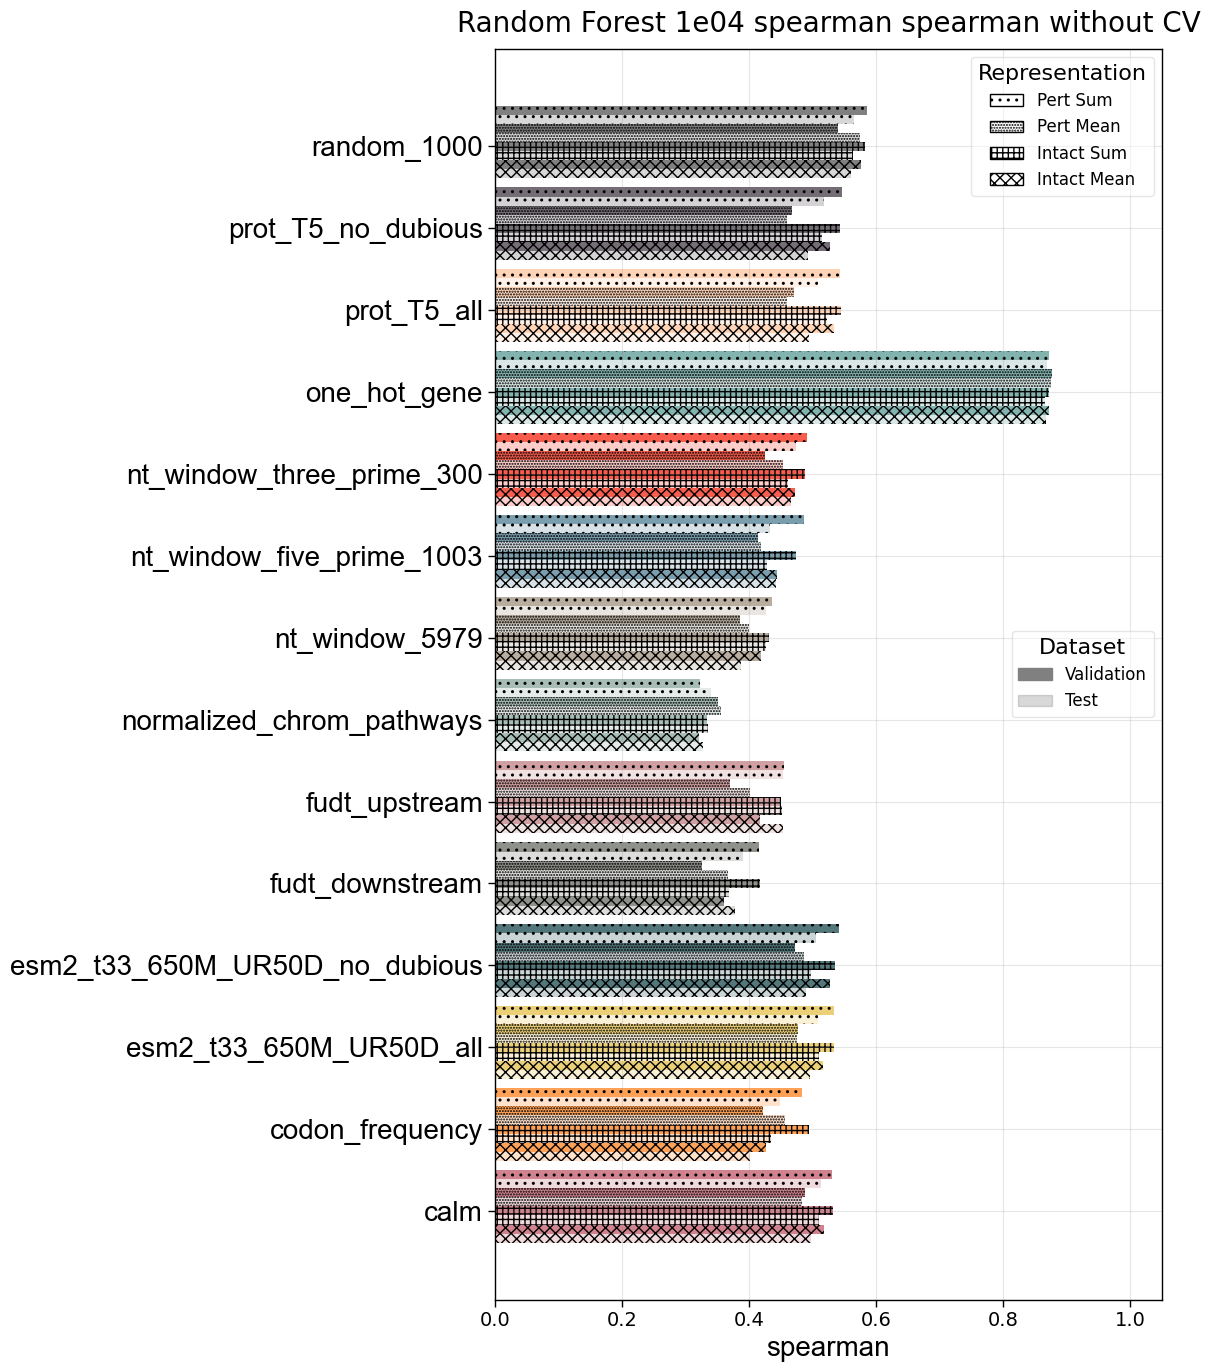 Random Forest 1e04 spearman spearman without CV
Representation
Pert Sum
Pert Mean
Intact Sum
Intact Mean
random_1000
prot_T5_no_dubious
prot_T5_all
one_hot_gene
nt_window_three_prime_300
nt_window_five_prime_1003
nt_window_5979
Dataset
Validation
Test
normalized_chrom_pathways
fudt_upstream
fudt_downstream
esm2_t33_650M_UR50D_no_dubious
esm2_t33_650M_UR50D_all
codon_frequency
calm
0.0 0.2 0.4 0.6 0.8 1.0
spearman